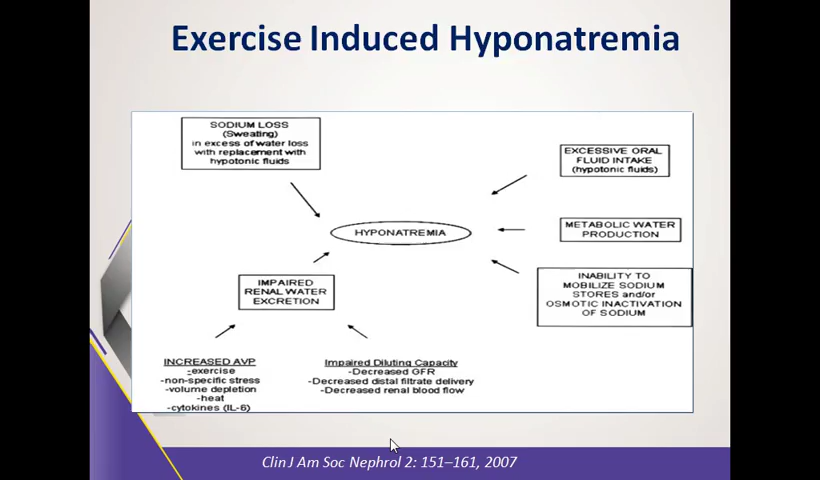 Exercise Induced Hyponatremia
SODIUM LOSS
(Sweating)
in excess of water loss
with replacement with
hypotonic fluids
EXCESSIVE ORAL
FLUID INTAKE
(hypotonic fluids)
HYPONATREMIA
METABOLIC WATER
PRODUCTION
IMPAIRED
RENAL WATER
EXCRETION
INABILITY TO
MOBILIZE SODIUM
STORES and/or
OSMOTIC INACTIVATION
OF SODIUM
INCREASED AVP
-exercise
-non-specific stress
-volume depletion
-heat
-cytokines (IL-6)
Impaired Diluting Capacity
-Decreased GFR
-Decreased distal filtrate delivery
-Decreased renal blood flow
Clin J Am Soc Nephrol 2: 151–161, 2007